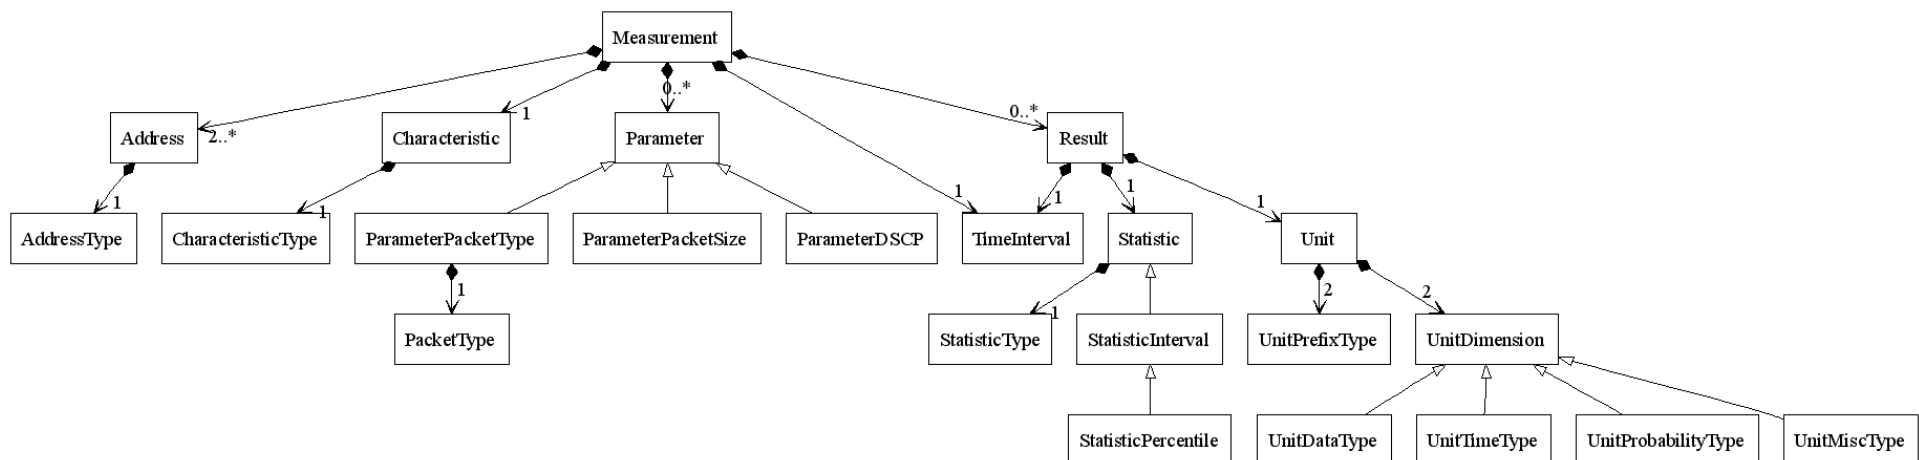 Measurement
0..*
0..*
1
2..*
Address
Characteristic
Parameter
Result
1
1
1
1
1
1
AddressType
CharacteristicType
ParameterPacketType
ParameterPacketSize
ParameterDSCP
TimeInterval
Statistic
Unit
1
1
2
2
PacketType
StatisticType
StatisticInterval
UnitPrefixType
UnitDimension
StatisticPercentile
UnitDataType
UnitTimeType
UnitProbabilityType
UnitMiscType